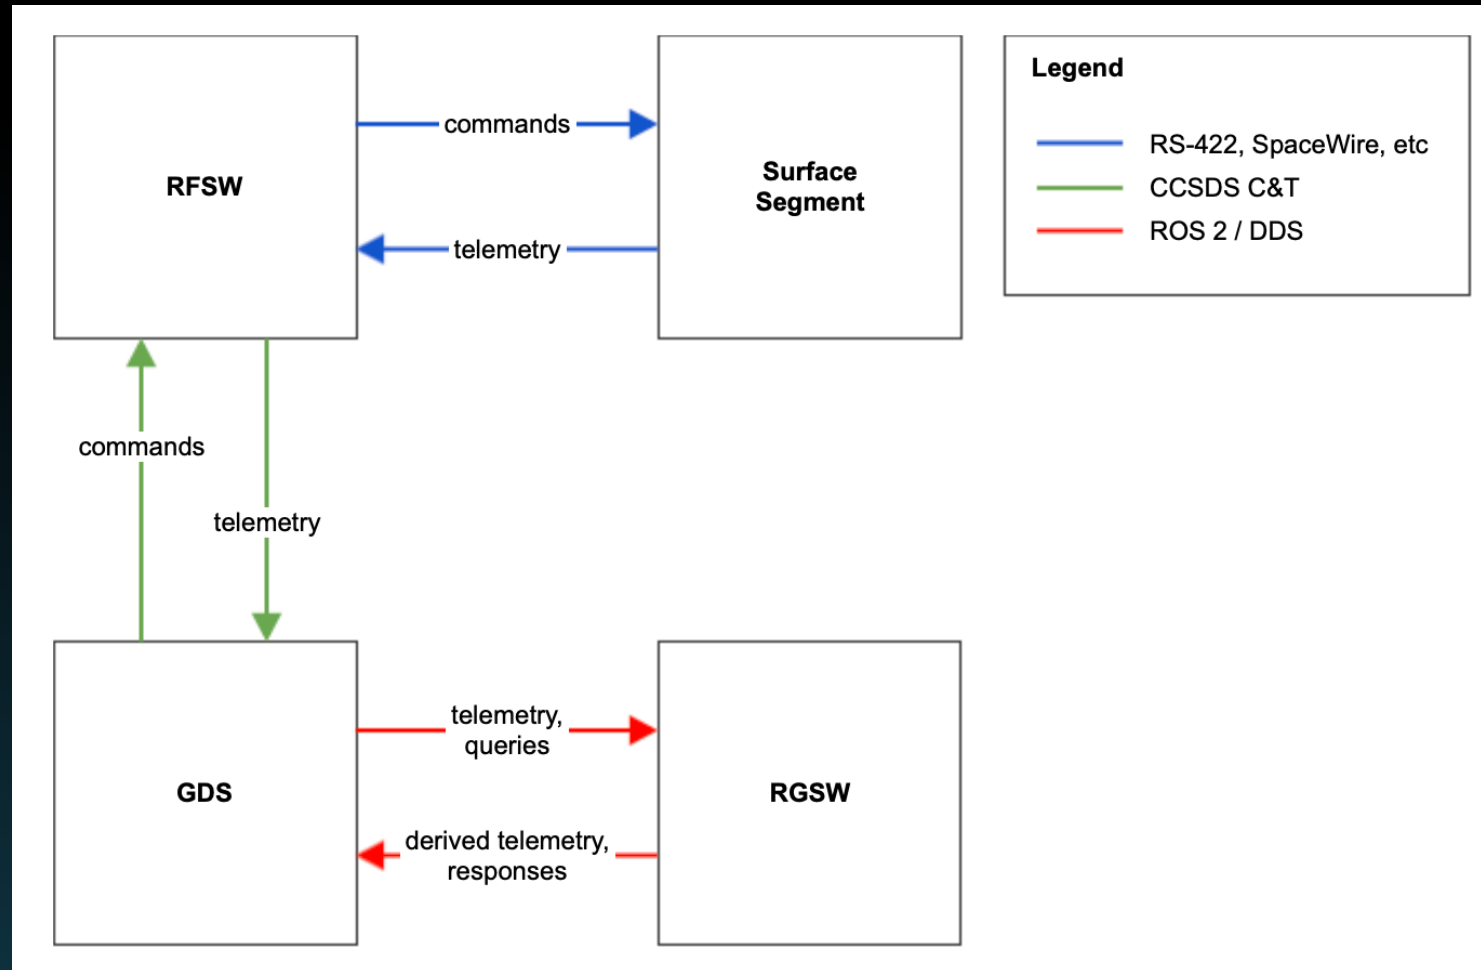 RFSW
commands
telemetry
Surface
Segment
Legend
RS-422, SpaceWire, etc
CCSDS C&T
ROS 2 / DDS
commands
telemetry
GDS
telemetry,
queries
derived telemetry,
responses
RGSW